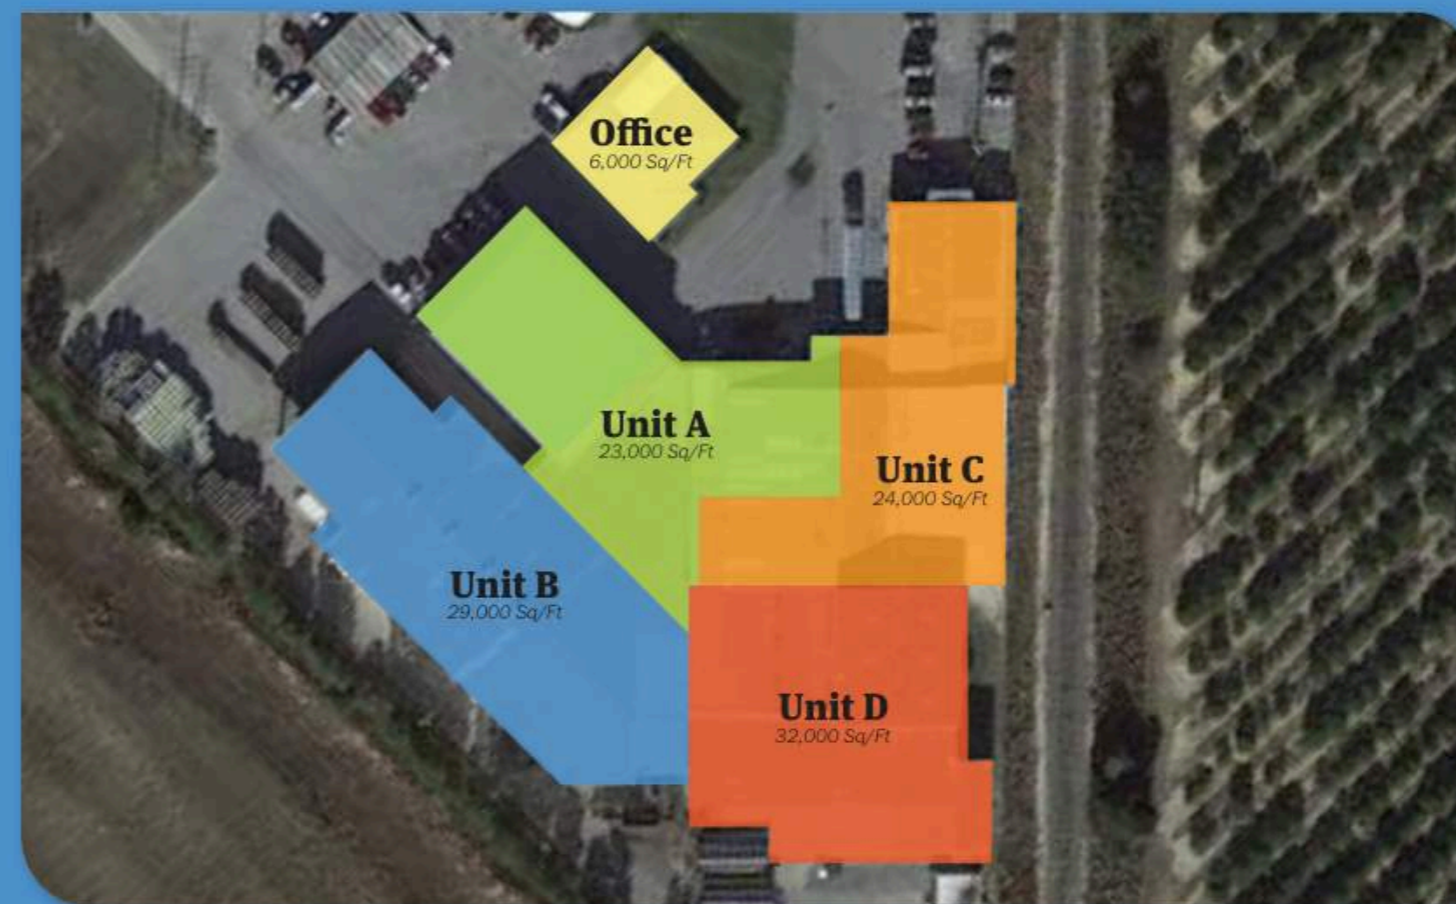 Office
6,000 Sq/Ft
Unit A
23,000 Sq/Ft
Unit C
24,000 Sq/Ft
Unit B
29,000 Sq/Ft
Unit D
32,000 Sq/Ft